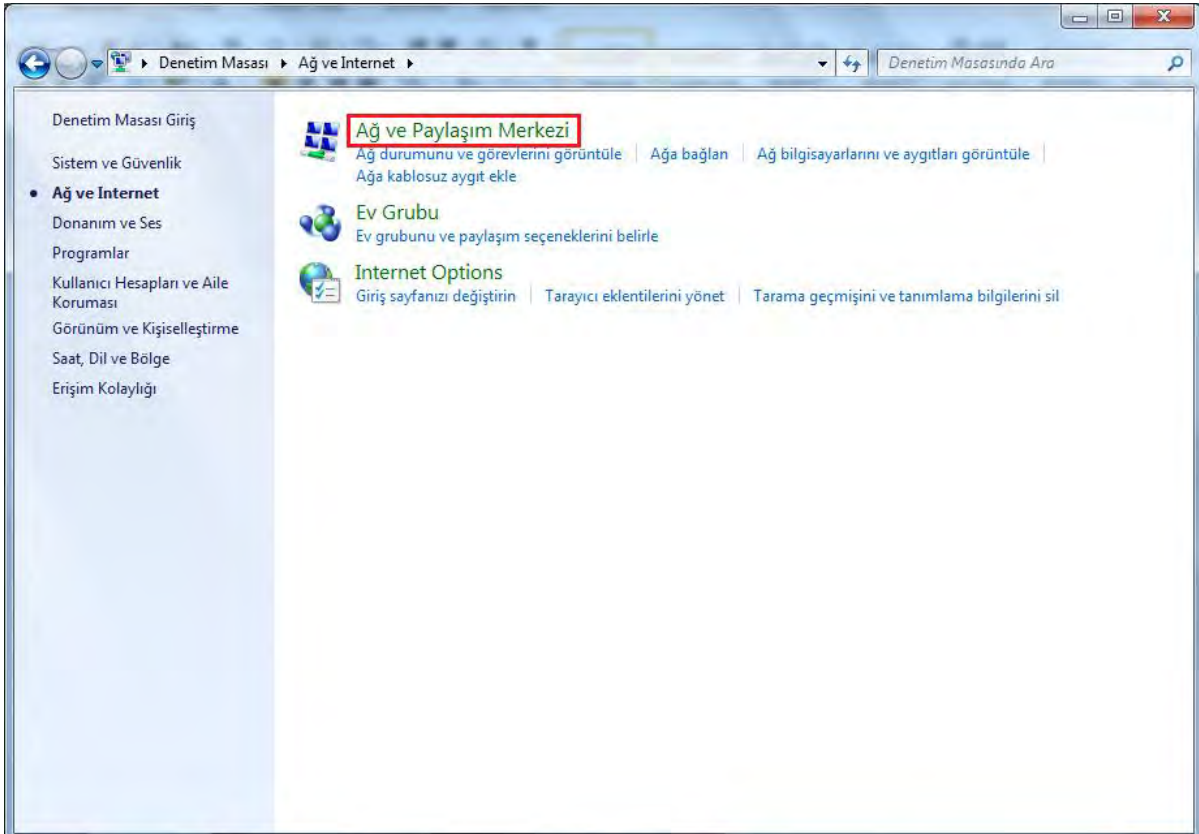 Denetim Masası Ağ ve Internet
Denetim Masasında Ara
Denetim Masası Giriş
Sistem ve Güvenlik
Ağ ve Internet
Donanım ve Ses
Programlar
Kullanıcı Hesapları ve Aile
Koruması
Görünüm ve Kişiselleştirme
Saat, Dil ve Bölge
Erişim Kolaylığı
Ağ ve Paylaşım Merkezi
Ağ durumunu ve görevlerini görüntüle Ağa bağlan Ağ bilgisayarlarını ve aygıtları görüntüle
Ağa kablosuz aygıt ekle
Ev Grubu
Ev grubunu ve paylaşım seçeneklerini belirle
Internet Options
Giriş sayfanızı değiştirin Tarayıcı eklentilerini yönet Tarama geçmişini ve tanımlama bilgilerini sil